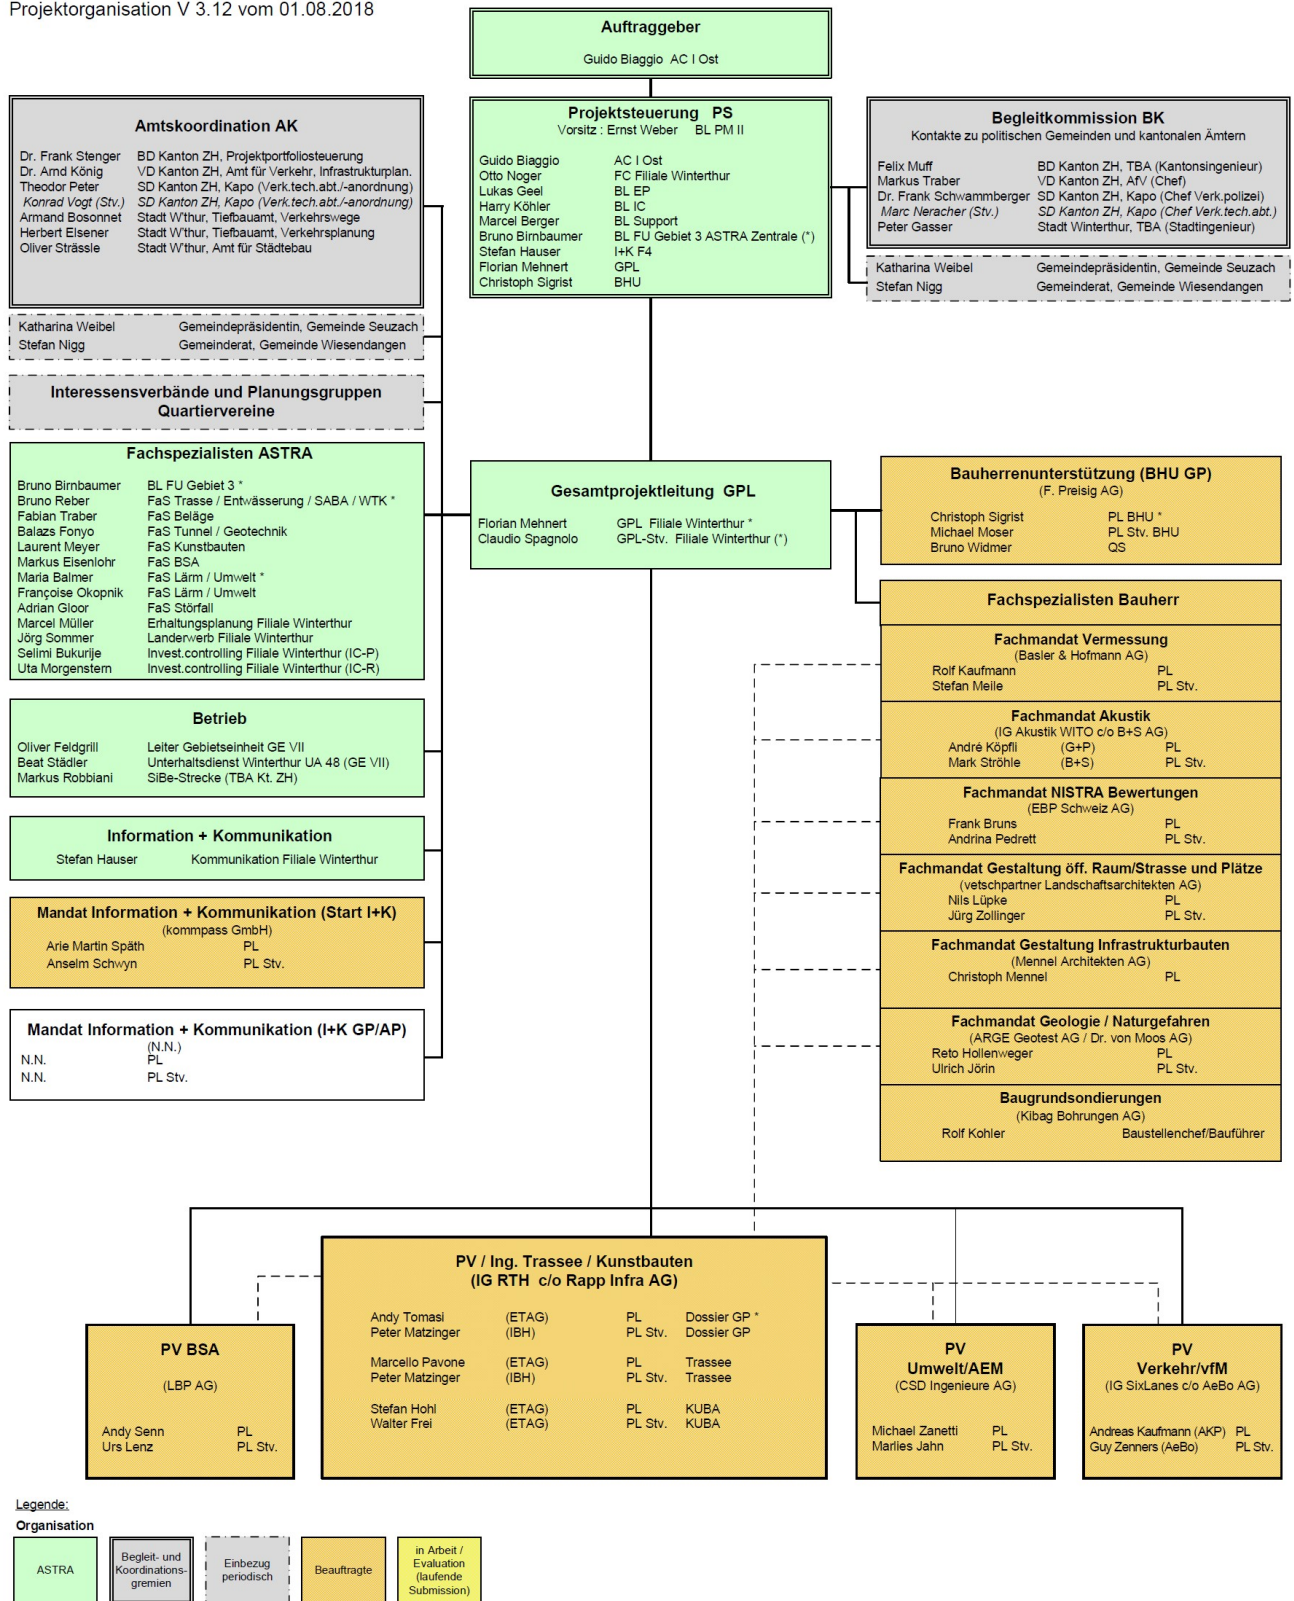 Projektorganisation V 3.12 vom 01.08.2018
Auftraggeber
Guido Biaggio AC I Ost
Amtskoordination AK
Dr. Frank Stenger BD Kanton ZH, Projektportfoliosteuerung
Dr. Arnd König VD Kanton ZH, Amt für Verkehr, Infrastrukturplan.
Theodor Peter SD Kanton ZH, Kapo (Verk.tech.abt./-anordnung)
Konrad Vogt (Stv.) SD Kanton ZH, Kapo (Verk.tech.abt./-anordnung)
Armand Bosonnet Stadt W'thur, Tiefbauamt, Verkehrswege
Herbert Elsener Stadt W'thur, Tiefbauamt, Verkehrsplanung
Oliver Strässle Stadt W'thur, Amt für Städtebau
Katharina Weibel Gemeindepräsidentin, Gemeinde Seuzach
Stefan Nigg Gemeinderat, Gemeinde Wiesendangen
Projektsteuerung PS
Vorsitz : Ernst Weber BL PM II
Guido Biaggio AC I Ost
Otto Noger FC Filiale Winterthur
Lukas Geel BL EP
Harry Köhler BL IC
Marcel Berger BL Support
Bruno Birnbaumer BL FU Gebiet 3 ASTRA Zentrale (*)
Stefan Hauser I+K F4
Florian Mehnert GPL
Christoph Sigrist BHU
Begleitkommission BK
Kontakte zu politischen Gemeinden und kantonalen Ämtern
Felix Muff BD Kanton ZH, TBA (Kantonsingenieur)
Markus Traber VD Kanton ZH, AfV (Chef)
Dr. Frank Schwammberger SD Kanton ZH, Kapo (Chef Verk.polizei)
Marc Neracher (Stv.) SD Kanton ZH, Kapo (Chef Verk.tech.abt.)
Peter Gasser Stadt Winterthur, TBA (Stadtingenieur)
Katharina Weibel Gemeindepräsidentin, Gemeinde Seuzach
Stefan Nigg Gemeinderat, Gemeinde Wiesendangen
Interessensverbände und Planungsgruppen
Quartiervereine
Fachspezialisten ASTRA
Bruno Birnbaumer BL FU Gebiet 3 *
Bruno Reber FaS Trasse / Entwässerung / SABA / WTK *
Fabian Traber FaS Beläge
Balazs Fonyo FaS Tunnel / Geotechnik
Laurent Meyer FaS Kunstbauten
Markus Eisenlohr FaS BSA
Maria Balmer FaS Lärm / Umwelt *
Françoise Okopnik FaS Lärm / Umwelt
Adrian Gloor FaS Störfall
Marcel Müller Erhaltungsplanung Filiale Winterthur
Jörg Sommer Landerwerb Filiale Winterthur
Selimi Bukurije Invest.controlling Filiale Winterthur (IC-P)
Uta Morgenstern Invest.controlling Filiale Winterthur (IC-R)
Gesamtprojektleitung GPL
Florian Mehnert GPL Filiale Winterthur *
Claudio Spagnolo GPL-Stv. Filiale Winterthur (*)
Bauherrenunterstützung (BHU GP)
(F. Preisig AG)
Christoph Sigrist PL BHU *
Michael Moser PL Stv. BHU
Bruno Widmer QS
Fachspezialisten Bauherr
Fachmandat Vermessung
(Basler & Hofmann AG)
Rolf Kaufmann PL
Stefan Meile PL Stv.
Fachmandat Akustik
(IG Akustik WITO c/o B+S AG)
André Köpfli (G+P) PL
Mark Ströhle (B+S) PL Stv.
Fachmandat NISTRA Bewertungen
(EBP Schweiz AG)
Frank Bruns PL
Andrina Pedrett PL Stv.
Fachmandat Gestaltung öff. Raum/Strasse und Plätze
(vetschpartner Landschaftsarchitekten AG)
Nils Lüpke PL
Jürg Zollinger PL Stv.
Fachmandat Gestaltung Infrastrukturbauten
(Mennel Architekten AG)
Christoph Mennel PL
Fachmandat Geologie / Naturgefahren
(ARGE Geotest AG / Dr. von Moos AG)
Reto Hollenweger PL
Ulrich Jörin PL Stv.
Baugrundsondierungen
(Kibag Bohrungen AG)
Rolf Kohler Baustellenchef/Bauführer
Betrieb
Oliver Feldgrill Leiter Gebietseinheit GE VII
Beat Städler Unterhaltsdienst Winterthur UA 48 (GE VII)
Markus Robbiani SiBe-Strecke (TBA Kt. ZH)
Information + Kommunikation
Stefan Hauser Kommunikation Filiale Winterthur
Mandat Information + Kommunikation (Start I+K)
(kommpass GmbH)
Arie Martin Späth PL
Anselm Schwyn PL Stv.
Mandat Information + Kommunikation (I+K GP/AP)
(N.N.)
N.N. PL
N.N. PL Stv.
PV BSA
(LBP AG)
Andy Senn PL
Urs Lenz PL Stv.
PV / Ing. Trassee / Kunstbauten
(IG RTH c/o Rapp Infra AG)
Andy Tomasi (ETAG) PL Dossier GP *
Peter Matzinger (IBH) PL Stv. Dossier GP
Marcello Pavone (ETAG) PL Trassee
Peter Matzinger (IBH) PL Stv. Trassee
Stefan Hohl (ETAG) PL KUBA
Walter Frei (ETAG) PL Stv. KUBA
PV
Umwelt/AEM
(CSD Ingenieure AG)
Michael Zanetti PL
Marlies Jahn PL Stv.
PV
Verkehr/vfM
(IG SixLanes c/o AeBo AG)
Andreas Kaufmann (AKP) PL
Guy Zenners (AeBo) PL Stv.
Legende:
Organisation
ASTRA
Begleit- und
Koordinations-
gremien
Einbezug
periodisch
Beauftragte
in Arbeit /
Evaluation
(laufende
Submission)